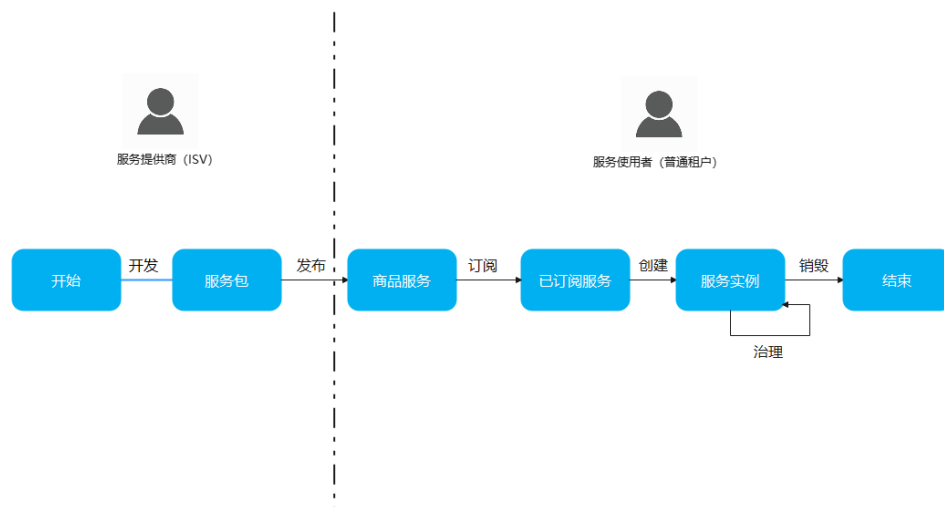 服务提供商（ISV）
服务使用者（普通租户）
开始
开发
服务包
发布
商品服务
订阅
已订阅服务
创建
服务实例
销毁
结束
治理